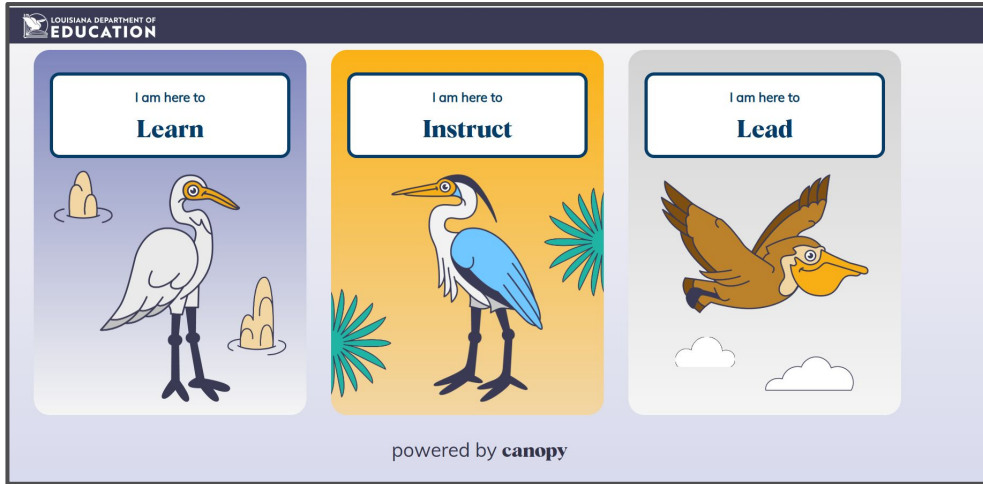 LOUISIANA DEPARTMENT OF
EDUCATION
I am here to
Learn
I am here to
Instruct
I am here to
Lead
powered by canopy